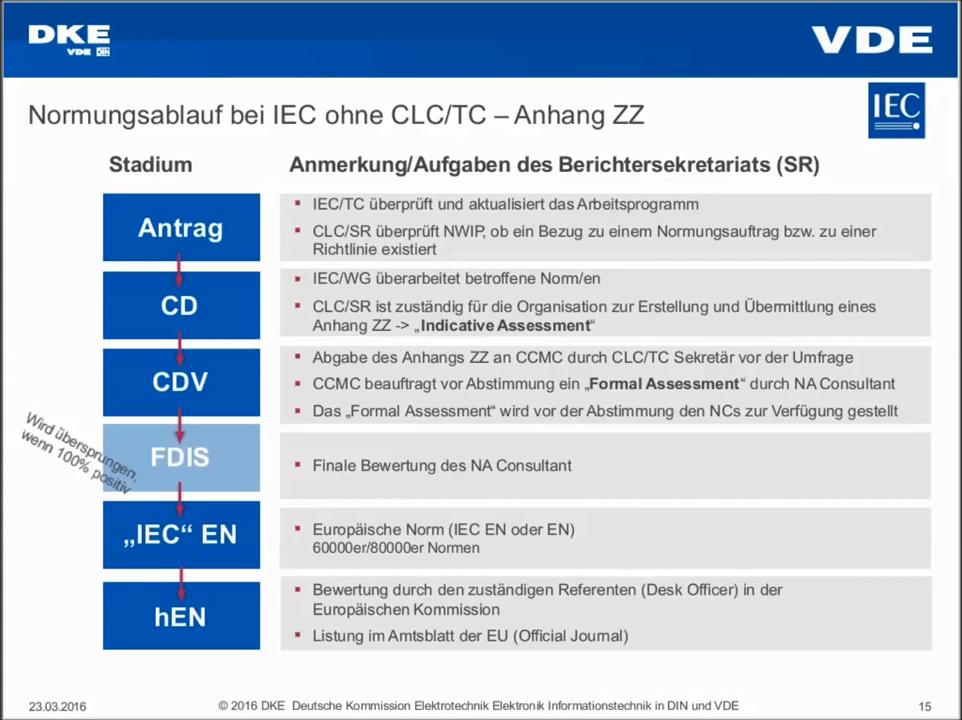 DKE
VDE DIN
VDE
Normungsablauf bei IEC ohne CLC/TC – Anhang ZZ
IEC
Stadium
Anmerkung/Aufgaben des Berichtersekretariats (SR)
Antrag
▪ IEC/TC überprüft und aktualisiert das Arbeitsprogramm
▪ CLC/SR überprüft NWIP, ob ein Bezug zu einem Normungsauftrag bzw. zu einer
Richtlinie existiert
CD
▪ IEC/WG überarbeitet betroffene Norm/en
▪ CLC/SR ist zuständig für die Organisation zur Erstellung und Übermittlung eines
Anhang ZZ -> „Indicative Assessment“
CDV
▪ Abgabe des Anhangs ZZ an CCMC durch CLC/TC Sekretär vor der Umfrage
▪ CCMC beauftragt vor Abstimmung ein „Formal Assessment“ durch NA Consultant
▪ Das „Formal Assessment“ wird vor der Abstimmung den NCs zur Verfügung gestellt
Wird übersprungen,
wenn 100% positiv
FDIS
▪ Finale Bewertung des NA Consultant
„IEC“ EN
▪ Europäische Norm (IEC EN oder EN)
60000er/80000er Normen
hEN
▪ Bewertung durch den zuständigen Referenten (Desk Officer) in der
Europäischen Kommission
▪ Listung im Amtsblatt der EU (Official Journal)
23.03.2016
© 2016 DKE Deutsche Kommission Elektrotechnik Elektronik Informationstechnik in DIN und VDE
15